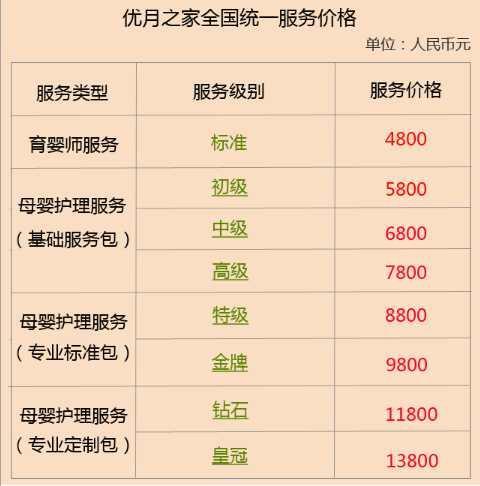 优月之家全国统一服务价格
单位：人民币元
服务类型 服务级别 服务价格
育婴师服务 标准 4800
母婴护理服务
（基础服务包）
初级 5800
中级 6800
高级 7800
母婴护理服务
（专业标准包）
特级 8800
金牌 9800
母婴护理服务
（专业定制包）
钻石 11800
皇冠 13800